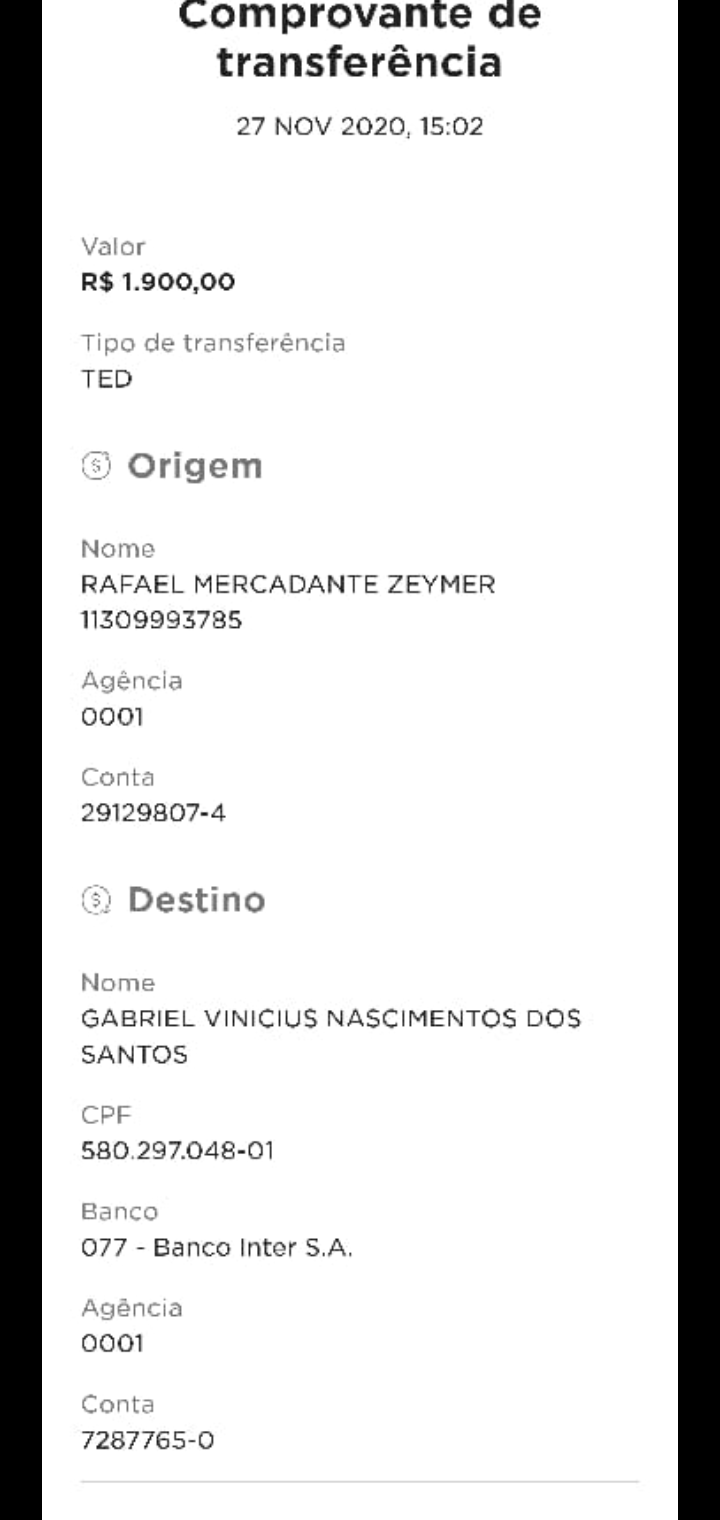 Comprovante de
transferência
27 NOV 2020, 15:02
Valor
R$ 1.900,00
Tipo de transferência
TED
Origem
Nome
RAFAEL MERCADANTE ZEYMER
11309993785
Agência
0001
Conta
29129807-4
Destino
Nome
GABRIEL VINICIUS NASCIMENTOS DOS
SANTOS
CPF
580.297.048-01
Banco
077 - Banco Inter S.A.
Agência
0001
Conta
7287765-0